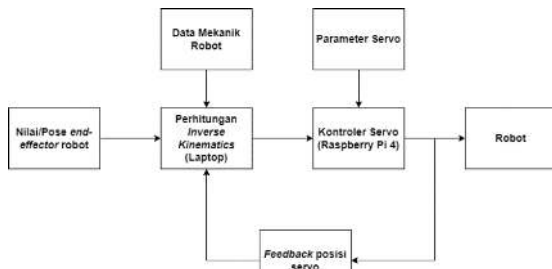 Data Mekanik
Robot
Parameter Servo
Nilai/Pose end-
effector robot
Perhitungan
Inverse
Kinematics
(Laptop)
Kontroler Servo
(Raspberry Pi 4)
Robot
Feedback posisi
servo